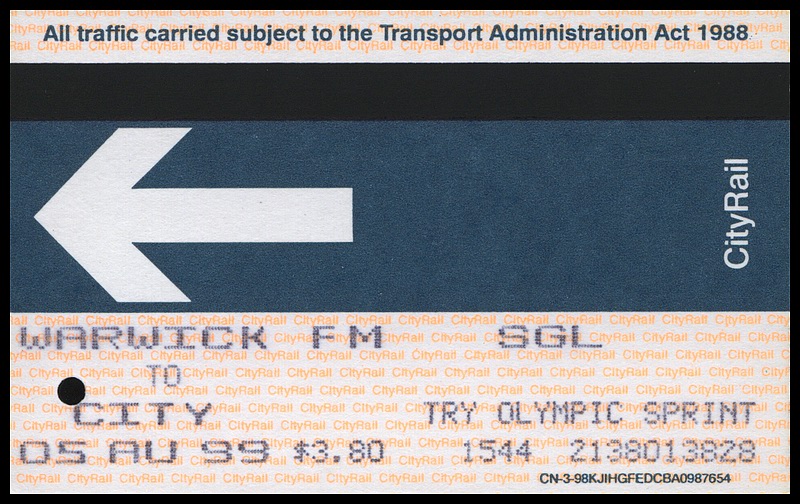 All traffic carried subject to the Transport Administration Act 1988
CityRail
WARWICK FM SGL
TO
CITY TRY OLYMPIC SPRINT
05 AU 99 *3.80 1544 2138013828
CN-3-98KJIHGFEDCBA0987654